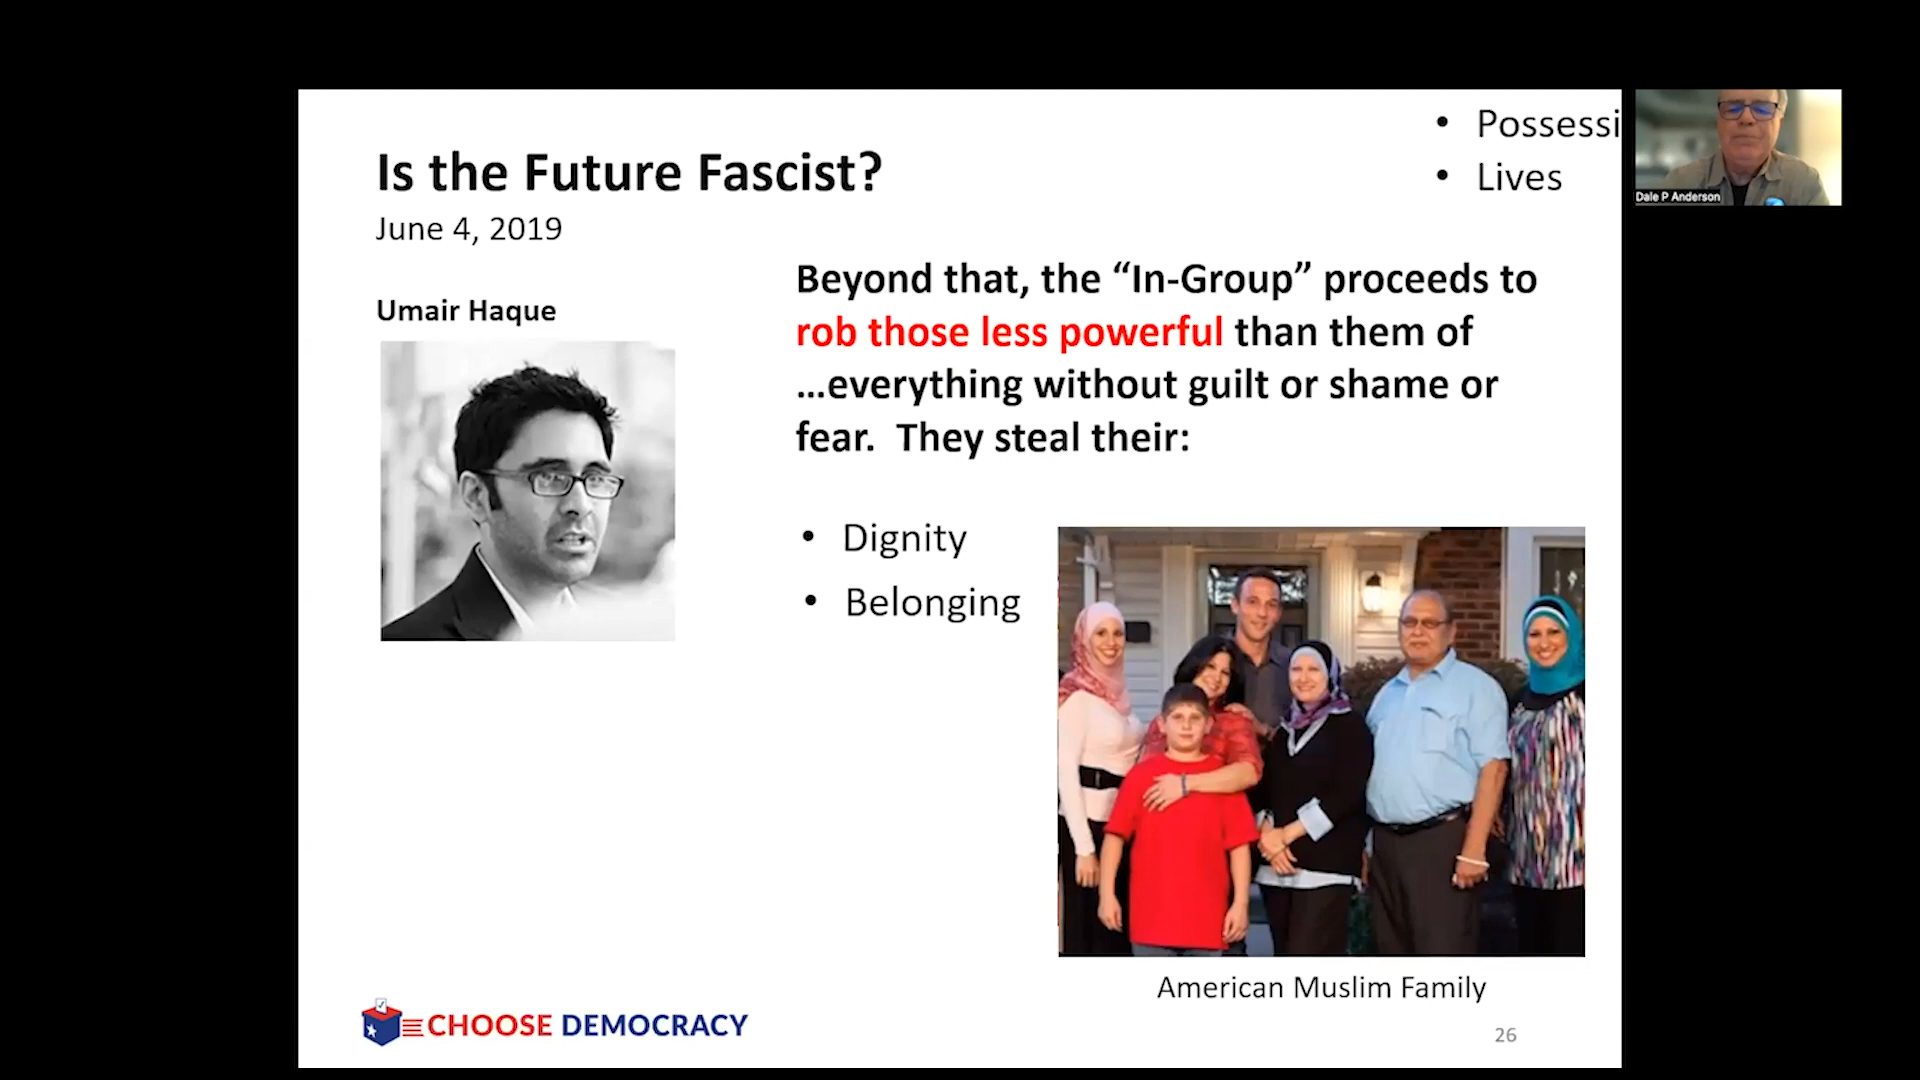 • Possessi
• Lives
Is the Future Fascist?
June 4, 2019
Umair Haque
Beyond that, the “In-Group” proceeds to
rob those less powerful than them of
...everything without guilt or shame or
fear. They steal their:
• Dignity
• Belonging
American Muslim Family
CHOOSE DEMOCRACY
26
Dale P Anderson